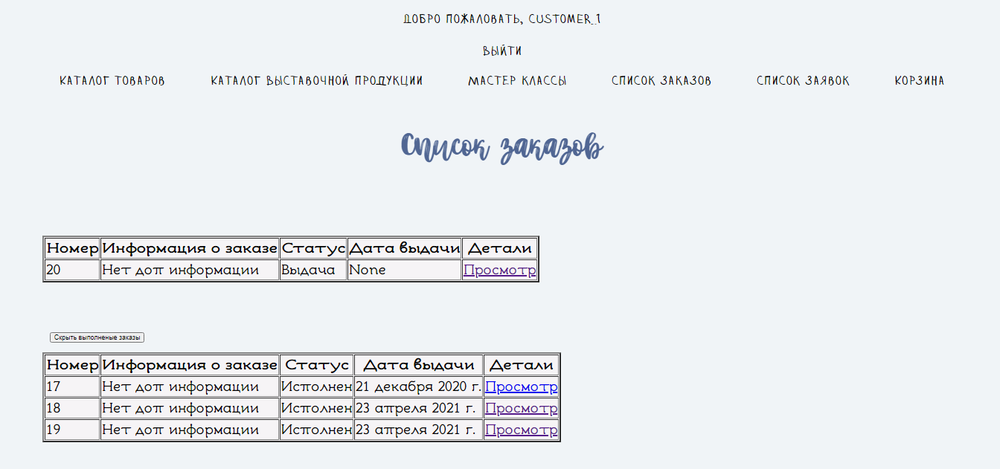 ДОБРО ПОЖАЛОВАТЬ, CUSTOMER_1
ВЫЙТИ
КАТАЛОГ ТОВАРОВ КАТАЛОГ ВЫСТАВОЧНОЙ ПРОДУКЦИИ МАСТЕР КЛАССЫ СПИСОК ЗАКАЗОВ СПИСОК ЗАЯВОК КОРЗИНА
Список заказов
Номер Информация о заказе Статус Дата выдачи Детали
20 Нет доп информации Выдача None Просмотр
Скрыть выполненые заказы
Номер Информация о заказе Статус Дата выдачи Детали
17 Нет доп информации Исполнен 21 декабря 2020 г. Просмотр
18 Нет доп информации Исполнен 23 апреля 2021 г. Просмотр
19 Нет доп информации Исполнен 23 апреля 2021 г. Просмотр